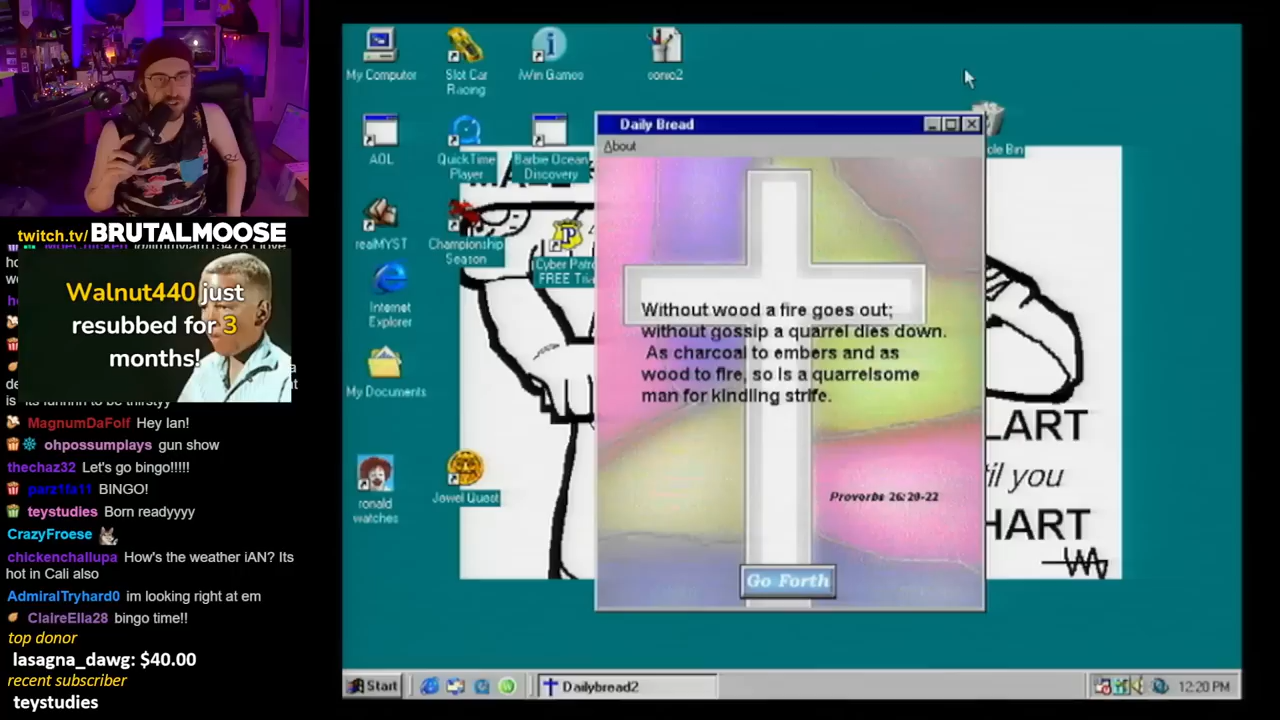 twitch.tv/BRUTALMOOSE
Walnut440 just
resubbed for 3
months!
MagnumDaFolf Hey Ian!
ohpossumplays gun show
thechaz32 Let's go bingo!!!!!
parz1fa11 BINGO!
teystudies Born readyyyy
CrazyFroese
chickenchallupa How's the weather iAN? Its
hot in Cali also
AdmiralTryhard0 im looking right at em
ClaireElla28 bingo time!!
top donor
lasagna_dawg: $40.00
recent subscriber
teystudies
My Computer
Slot Car
Racing
iWin Games
AOL
QuickTime
Player
Barbie Ocean
Discovery
realMYST
Championship
Season
Cyber Patr
FREE Tria
Internet
Explorer
My Documents
ronald
watches
Jewel Quest
cle Bin
Daily Bread
About
Without wood a fire goes out;
without gossip a quarrel dies down.
As charcoal to embers and as
wood to fire, so is a quarrelsome
man for kindling strife.
Proverbs 26:20-22
Go Forth
LART
til you
HART
Start
Dailybread2
12:20 PM